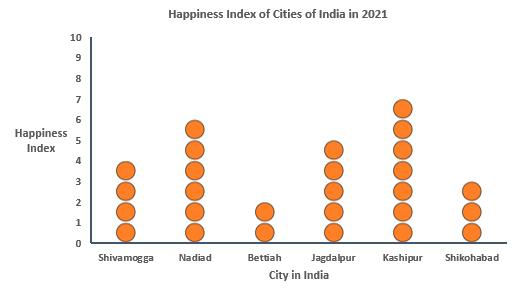 Happiness Index of Cities of India in 2021
10
9
8
7
6
5
4
3
2
1
0
Happiness
Index
Shivamogga Nadiad Bettiah Jagdalpur Kashipur Shikohabad
City in India